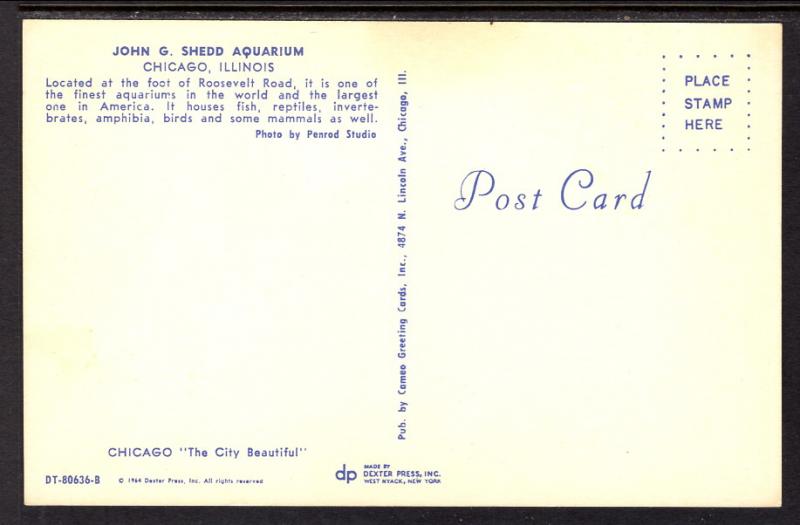 JOHN G. SHEDD AQUARIUM
CHICAGO, ILLINOIS
Located at the foot of Roosevelt Road, it is one of
the finest aquariums in the world and the largest
one in America. It houses fish, reptiles, inverte-
brates, amphibia, birds and some mammals as well.
Photo by Penrod Studio
CHICAGO "The City Beautiful"
DT-80636-B
© 1964 Dexter Press, Inc. All rights reserved
Pub. by Cameo Greeting Cards, Inc., 4874 N. Lincoln Ave., Chicago, Ill.
dp
MADE BY
DEXTER PRESS, INC.
WEST NYACK, NEW YORK
PLACE
STAMP
HERE
Post Card